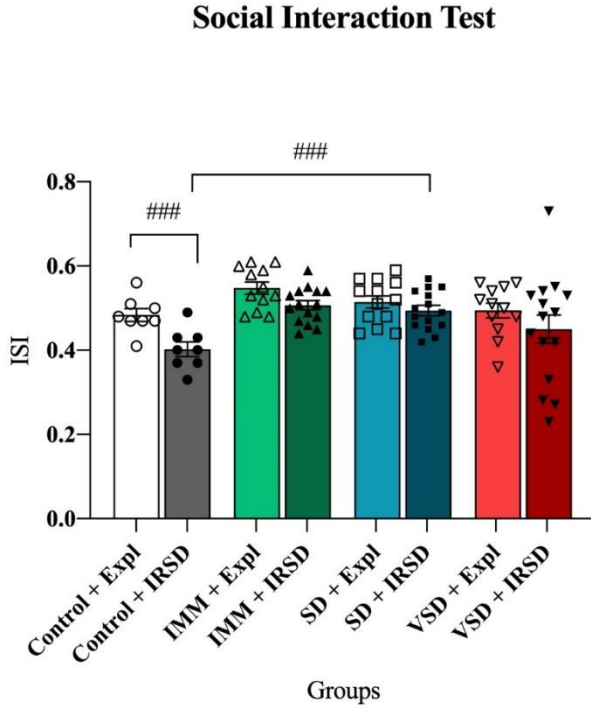 Social Interaction Test
###
###
0.8
0.6
0.4
0.2
0.0
ISI
Control + Expl
Control + IRSD
IMM + Expl
IMM + IRSD
SD + Expl
SD + IRSD
VSD + Expl
VSD + IRSD
Groups